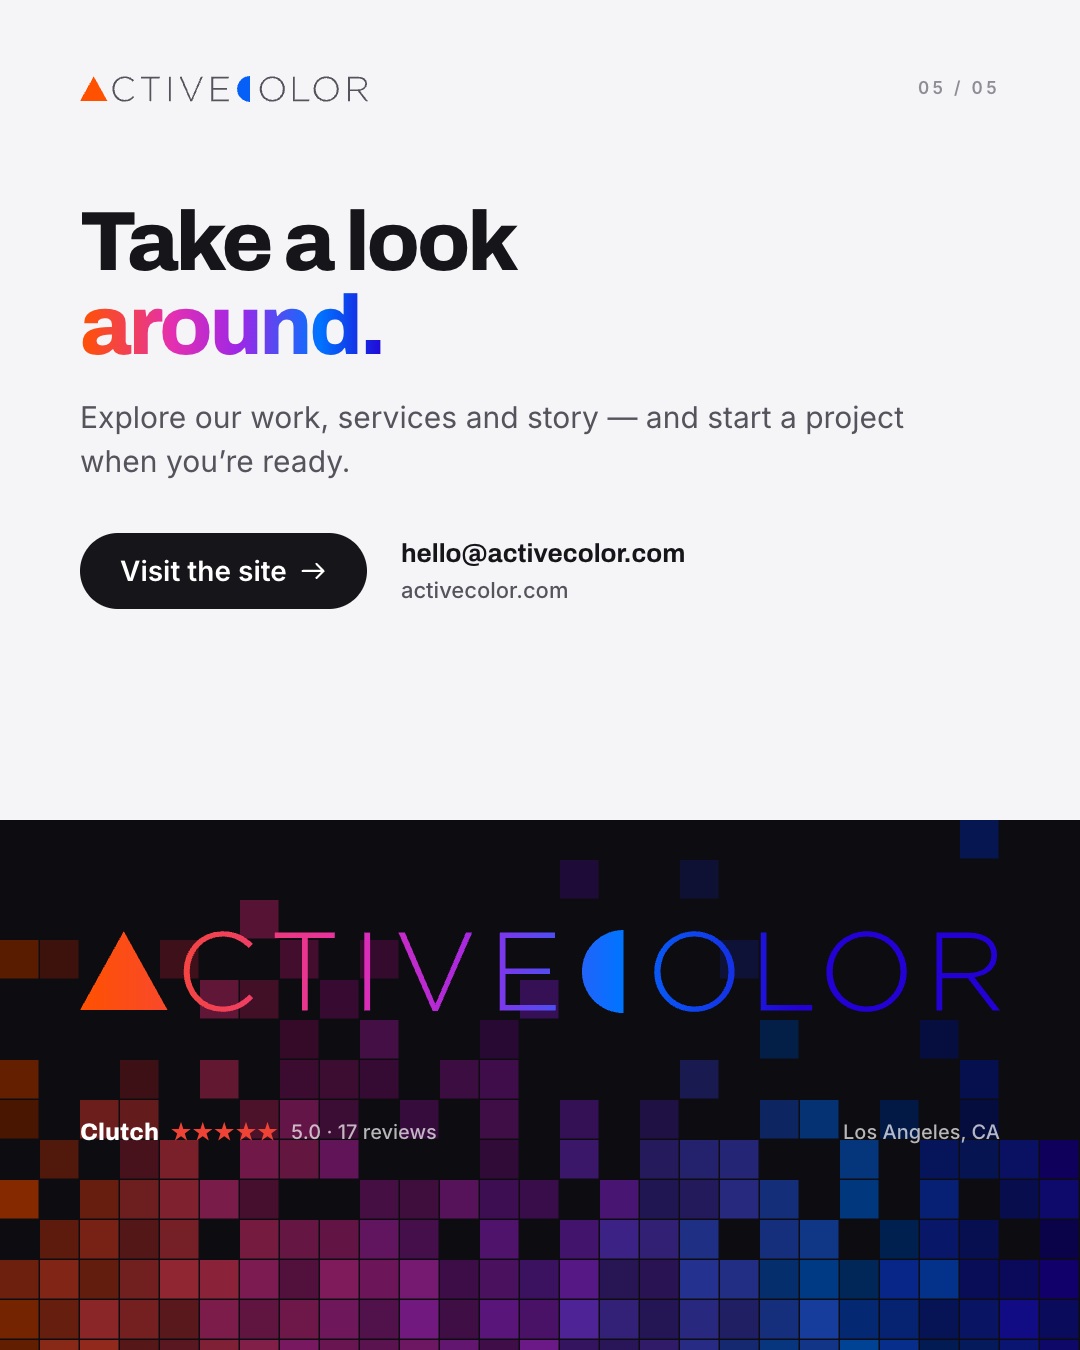 ACTIVECOLOR
05 / 05
Take a look
around.
Explore our work, services and story — and start a project
when you’re ready.
Visit the site →
hello@activecolor.com
activecolor.com
ACTIVECOLOR
Clutch ★★★★★ 5.0 · 17 reviews
Los Angeles, CA